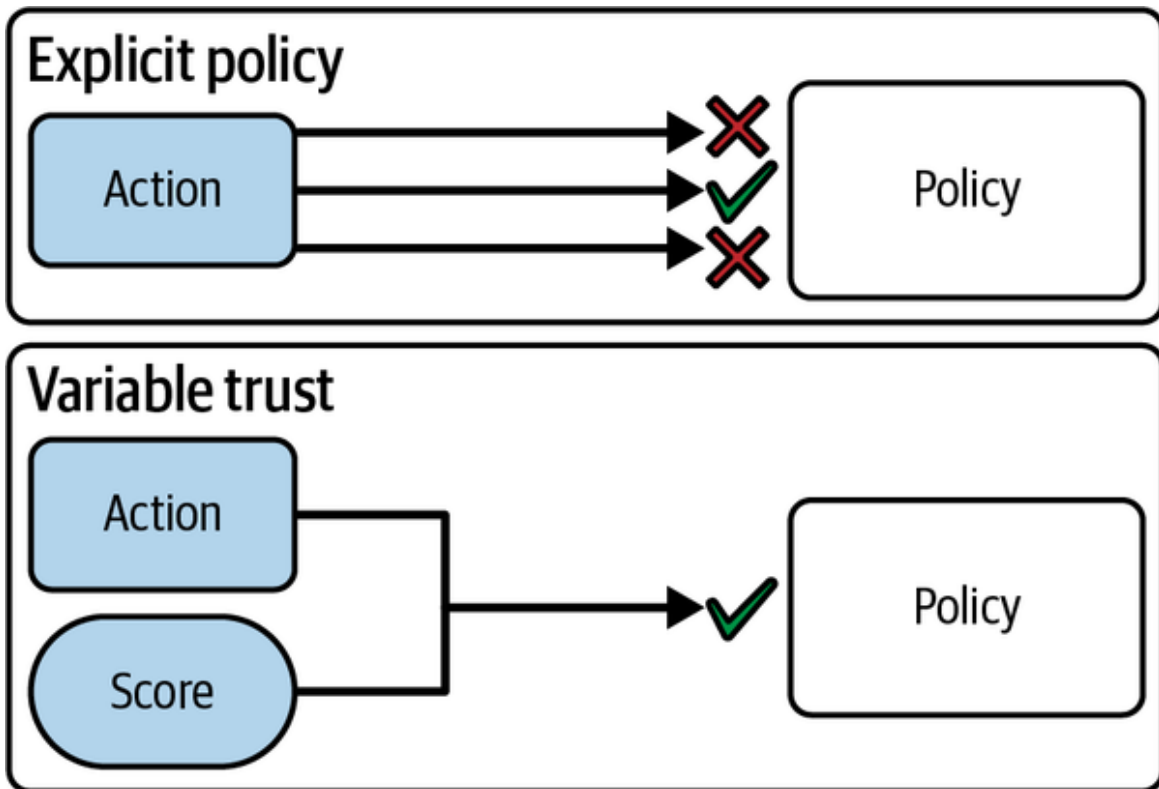 Explicit policy
Action
Policy
Variable trust
Action
Score
Policy